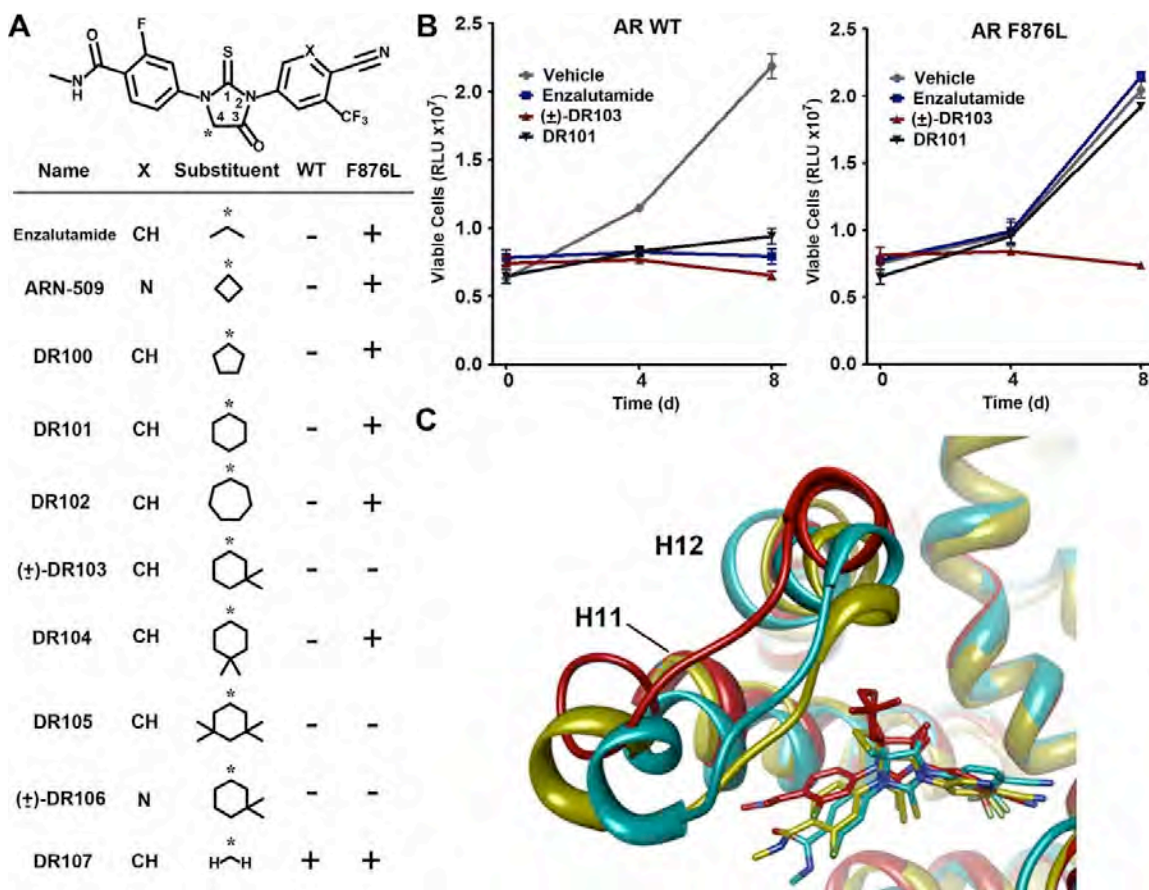 A
F
X
O
S
N
N
H
N
N
1
2
4
3
*
O
CF3
Name X Substituent WT F876L
Enzalutamide CH * - +
ARN-509 N * - +
DR100 CH * - +
DR101 CH * - +
DR102 CH * - +
(±)-DR103 CH * - -
DR104 CH * - +
DR105 CH * - -
(±)-DR106 N * - -
DR107 CH H * H + +
B
AR WT
Viable Cells (RLU x10⁷)
2.5
2.0
1.5
1.0
0.5
0.0
Vehicle
Enzalutamide
(±)-DR103
DR101
0 4 8
Time (d)
AR F876L
Viable Cells (RLU x10⁷)
2.5
2.0
1.5
1.0
0.5
0.0
Vehicle
Enzalutamide
(±)-DR103
DR101
0 4 8
Time (d)
C
H12
H11